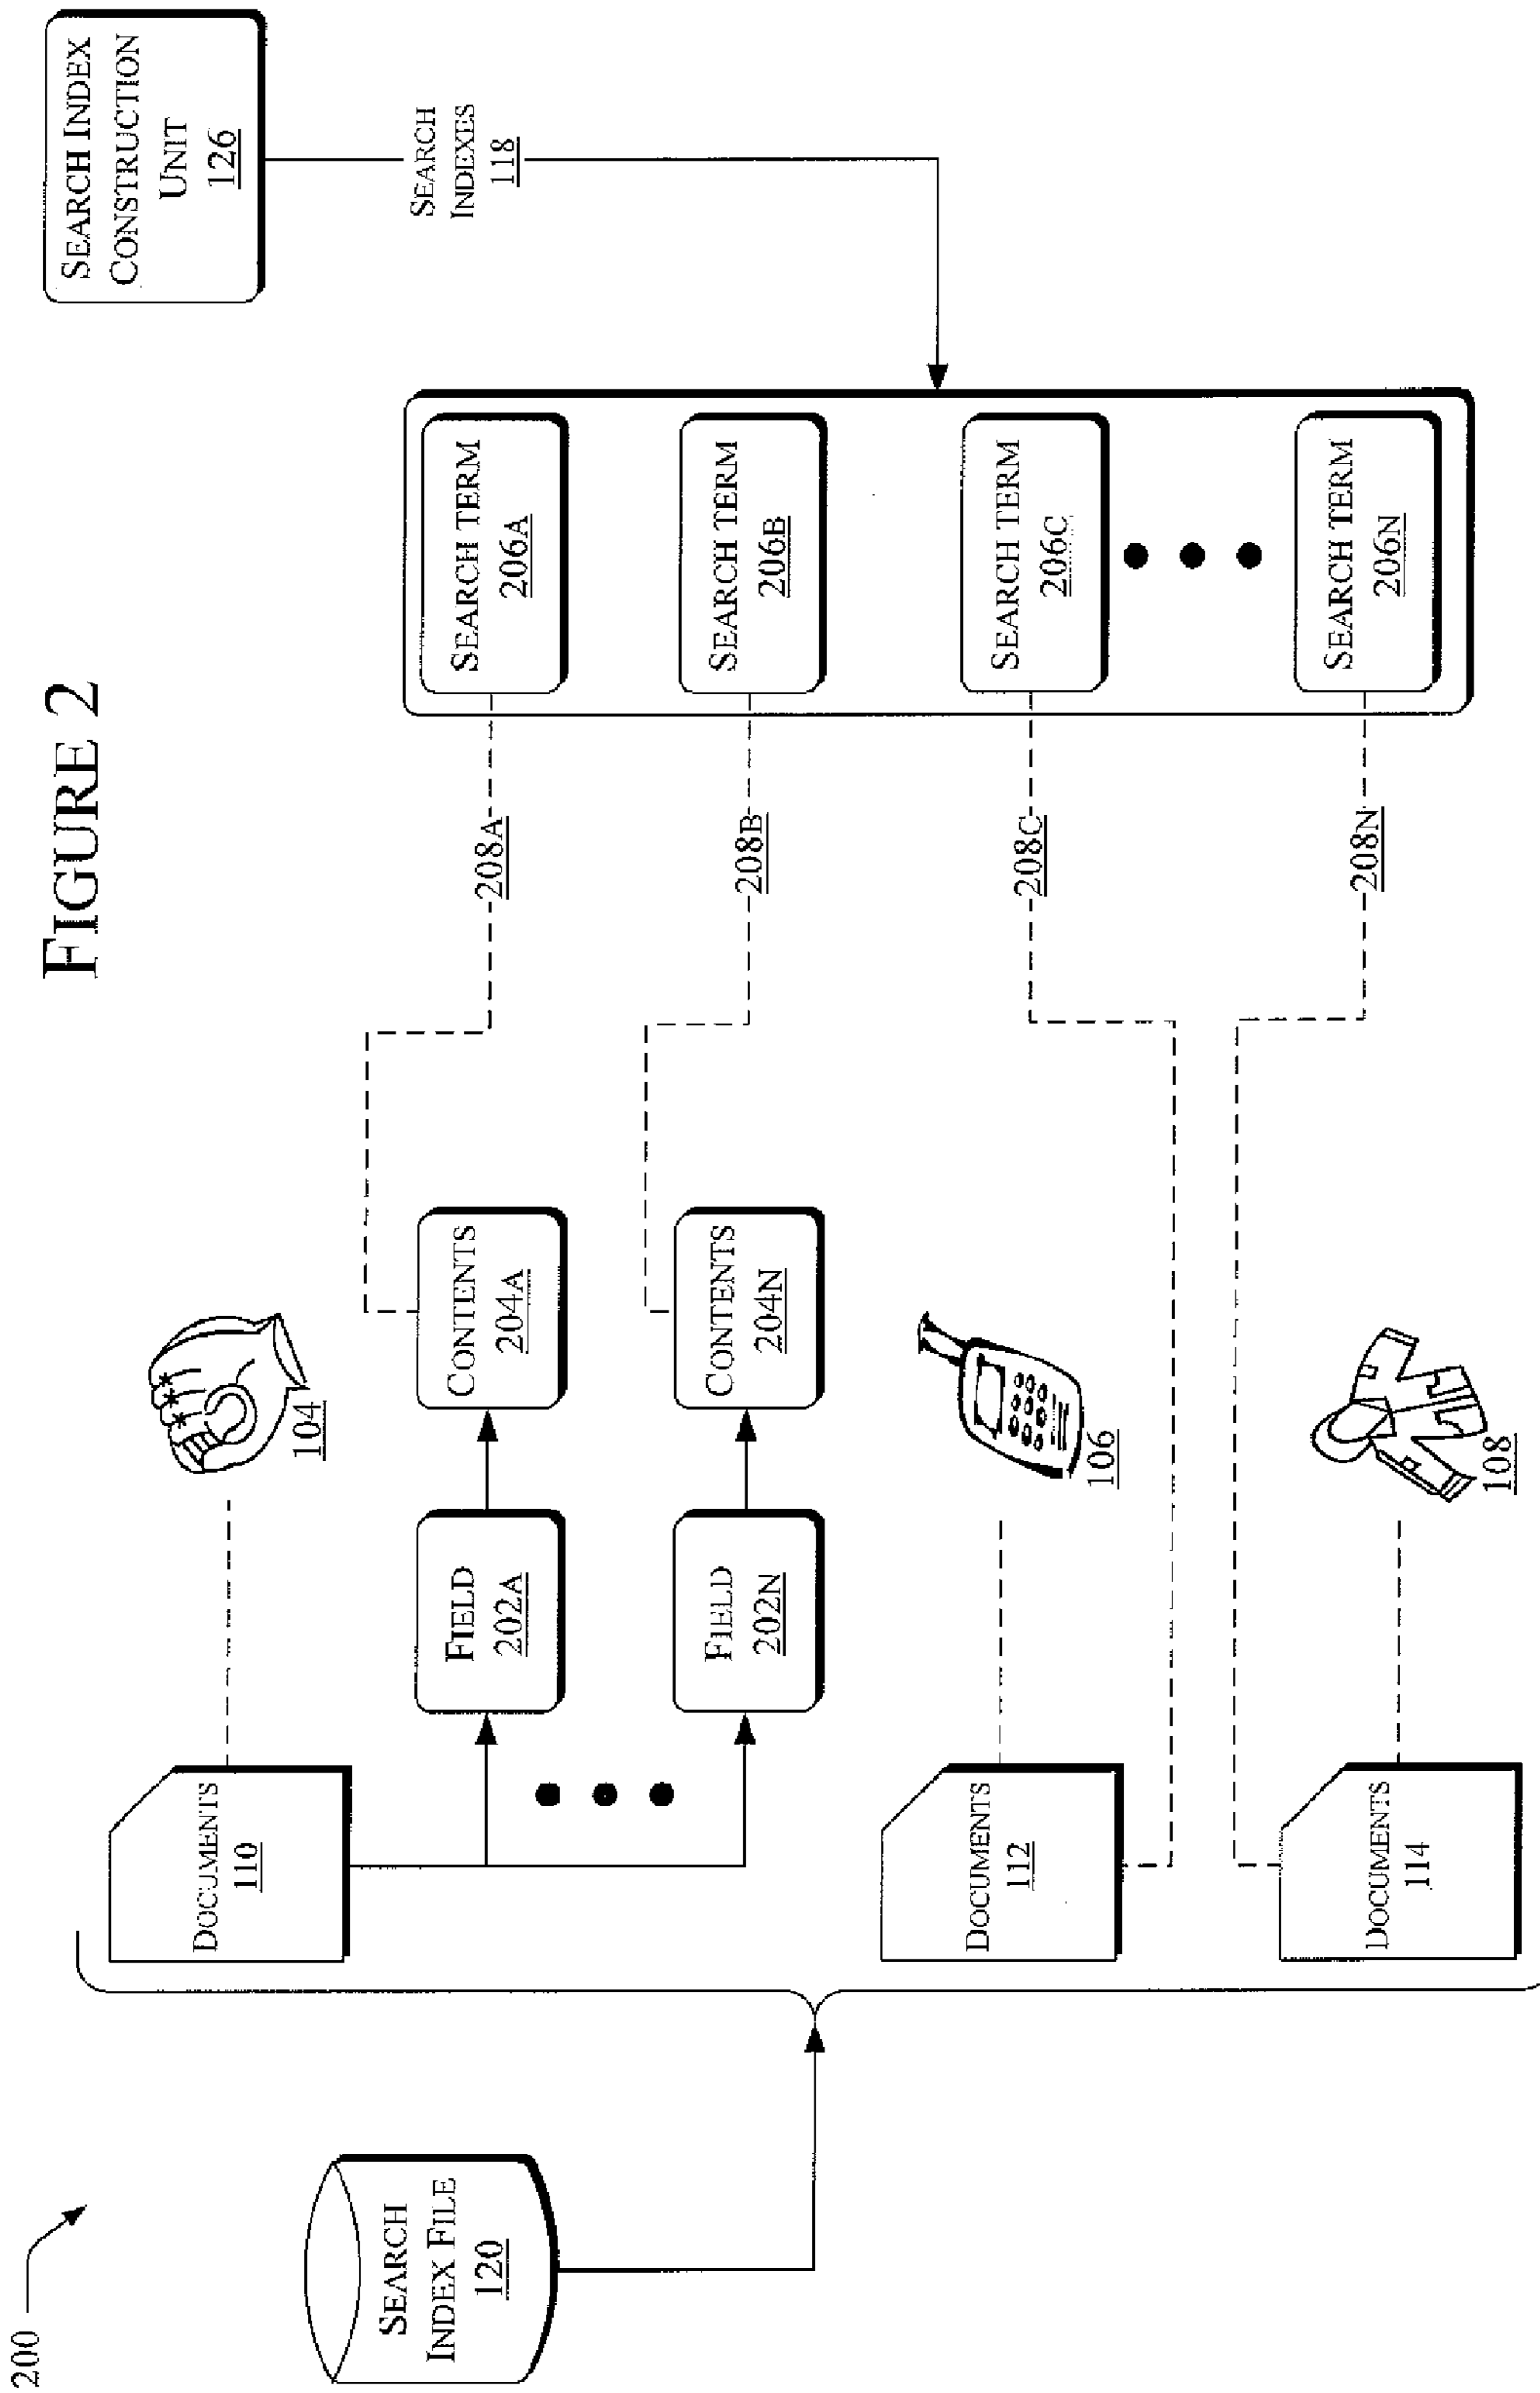 FIGURE 2
200
SEARCH
INDEX FILE
120
DOCUMENTS
110
104
FIELD
202A
CONTENTS
204A
FIELD
202N
CONTENTS
204N
DOCUMENTS
112
106
DOCUMENTS
114
108
208A
208B
208C
208N
SEARCH TERM
206A
SEARCH TERM
206B
SEARCH TERM
206C
SEARCH TERM
206N
SEARCH INDEX
CONSTRUCTION
UNIT
126
SEARCH
INDEXES
118